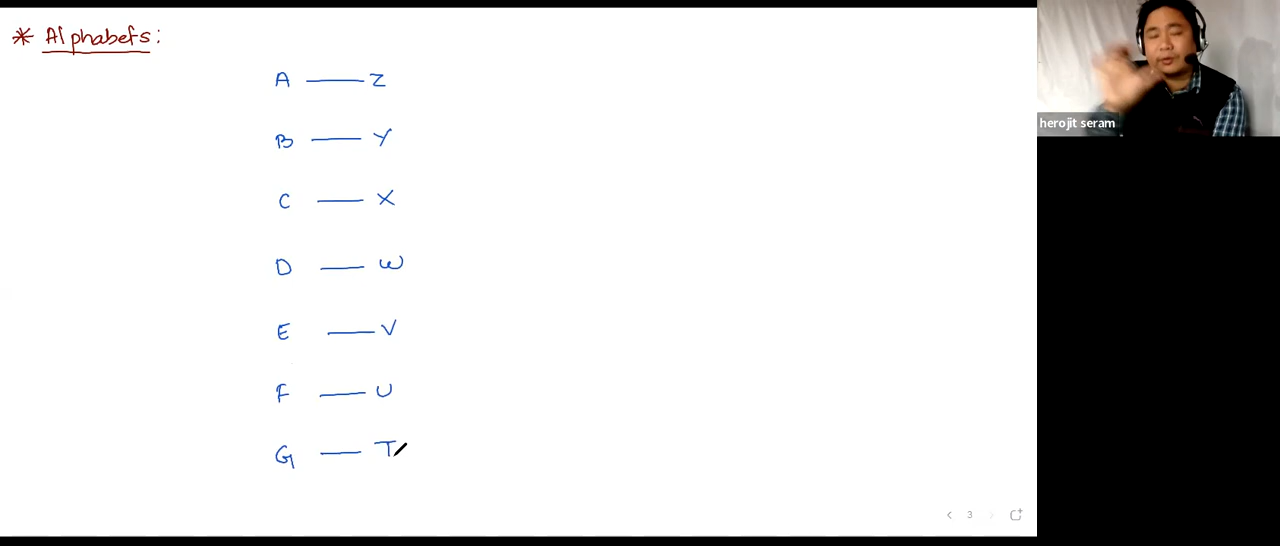 * Alphabets:
A — Z
B — Y
C — X
D — W
E — V
F — U
G — T
herojit seram
3